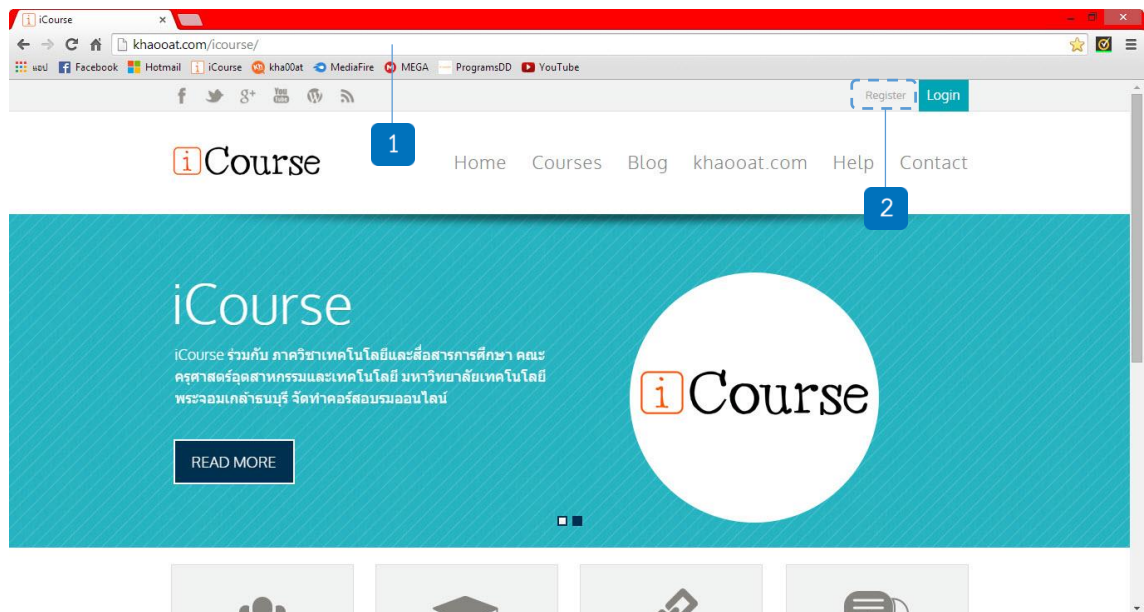 iCourse
khaooat.com/icourse/
แอป Facebook Hotmail iCourse kha00at MediaFire MEGA ProgramsDD YouTube
Register Login
1
iCourse
Home Courses Blog khaooat.com Help Contact
2
iCourse
iCourse ร่วมกับ ภาควิชาเทคโนโลยีและสื่อสารการศึกษา คณะ
ครุศาสตร์อุตสาหกรรมและเทคโนโลยี มหาวิทยาลัยเทคโนโลยี
พระจอมเกล้าธนบุรี จัดทำคอร์สอบรมออนไลน์
READ MORE
iCourse